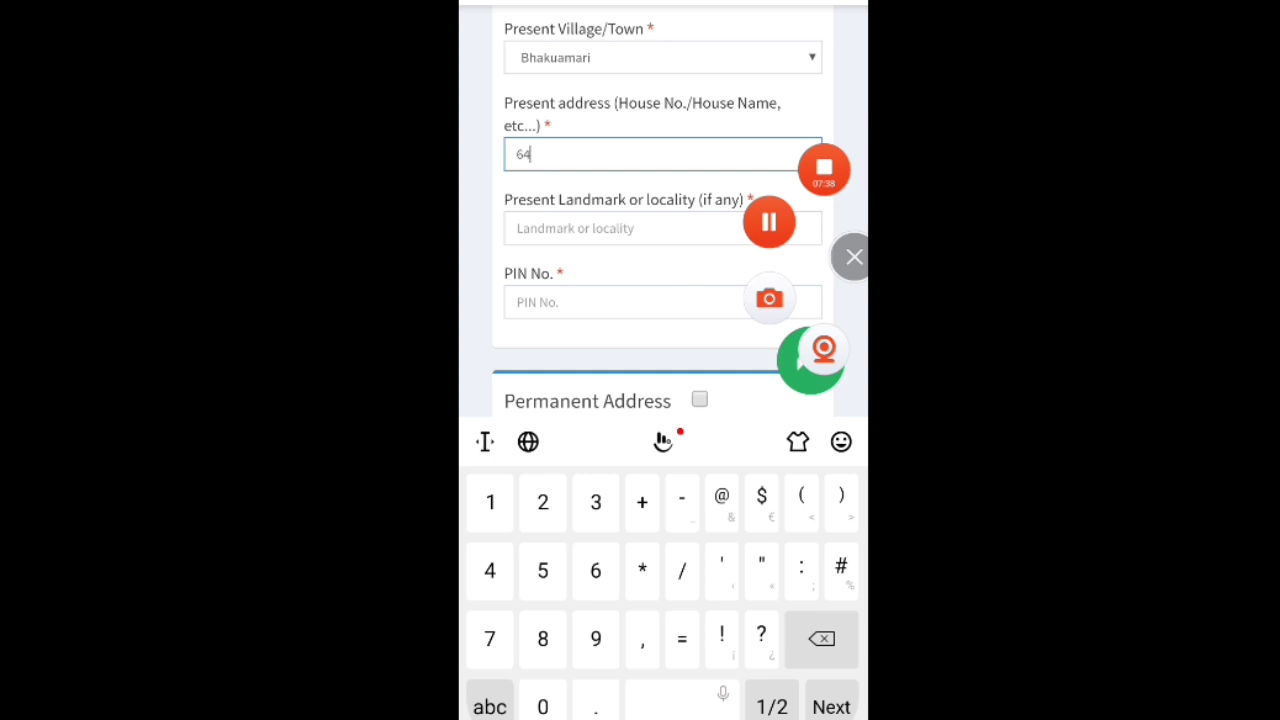 Present Village/Town *
Bhakuamari
Present address (House No./House Name,
etc...) *
64
07:38
Present Landmark or locality (if any) *
Landmark or locality
PIN No. *
PIN No.
Permanent Address
1 2 3 + - _ @ & $ € ( < ) >
4 5 6 * / ' " : ; # %
7 8 9 , = ! ¡ ? ¿
abc 0 . 1/2 Next